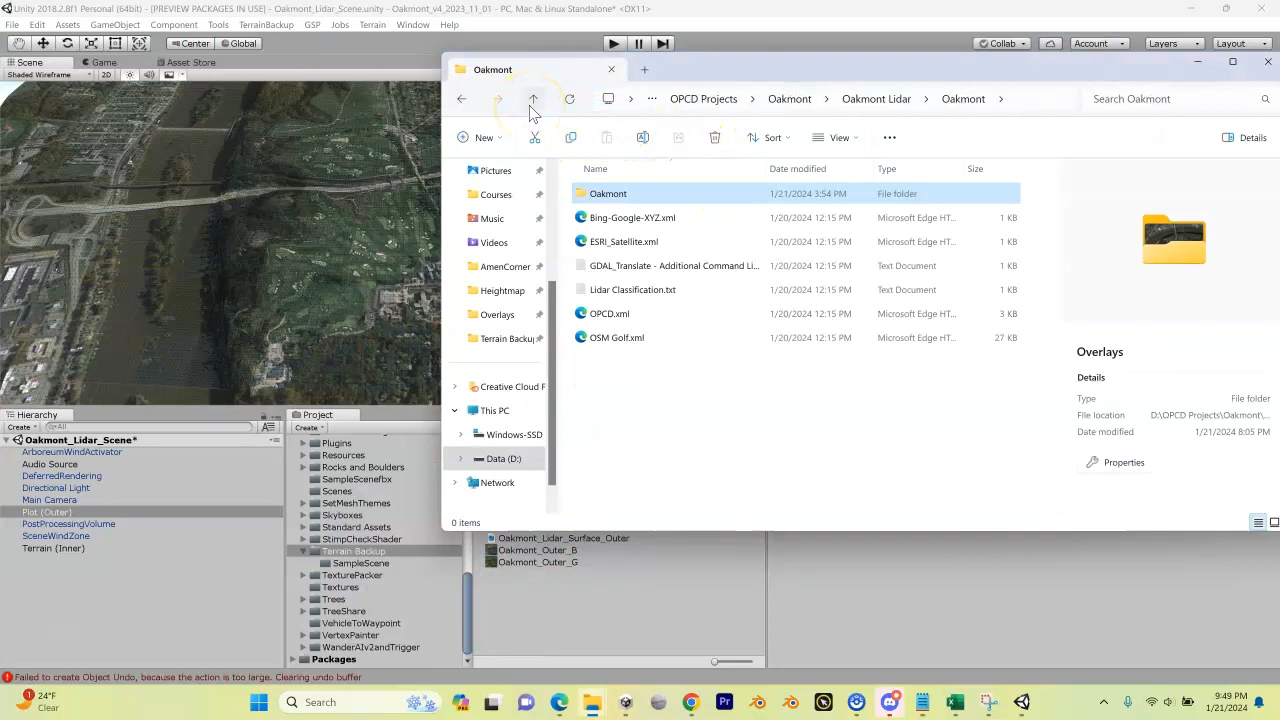 Unity 2018.2.8f1 Personal (64bit) - [PREVIEW PACKAGES IN USE] - Oakmont_Lidar_Scene.unity - Oakmont_v4_2023_11_01 - PC, Mac & Linux Standalone* <DX11>
File Edit Assets GameObject Component Tools TerrainBackup GSP Jobs Terrain Window Help
Center Global Collab Account Layers Layout
Scene Asset Store
Shaded Wireframe 2D
Oakmont
OPCD Projects Oakmont Oakmont Lidar Oakmont Search Oakmont
New Sort View Details
Pictures
Courses
Music
Videos
AmenCorner
Heightmap
Overlays
Terrain Backu
Creative Cloud F
This PC
Windows-SSD
Data (D:)
Network
Name Date modified Type Size
Oakmont 1/21/2024 3:54 PM File folder
Bing-Google-XYZ.xml 1/20/2024 12:15 PM Microsoft Edge HT... 1 KB
ESRI_Satellite.xml 1/20/2024 12:15 PM Microsoft Edge HT... 1 KB
GDAL_Translate - Additional Command Li... 1/20/2024 12:15 PM Text Document 1 KB
Lidar Classification.txt 1/20/2024 12:15 PM Text Document 1 KB
OPCD.xml 1/20/2024 12:15 PM Microsoft Edge HT... 3 KB
OSM Golf.xml 1/20/2024 12:15 PM Microsoft Edge HT... 27 KB
Overlays
Details
Type File folder
File location D:\OPCD Projects\Oakmont\...
Date modified 1/21/2024 8:05 PM
Properties
0 items
Hierarchy
Create All
Oakmont_Lidar_Scene*
ArboreumWindActivator
Audio Source
DeferredRendering
Directional Light
Main Camera
Plot (Outer)
PostProcessingVolume
SceneWindZone
Terrain (Inner)
Project
Create
Plugins
Resources
Rocks and Boulders
SampleScenefbx
Scenes
SetMeshThemes
Skyboxes
Standard Assets
StimpCheckShader
Terrain Backup
SampleScene
TexturePacker
Textures
Trees
TreeShare
VehicleToWaypoint
VertexPainter
WanderAIv2andTrigger
Packages
Oakmont_Lidar_Surface_Outer
Oakmont_Outer_B
Oakmont_Outer_G
Failed to create Object Undo, because the action is too large. Clearing undo buffer
1
24°F
Clear
Search
9:49 PM
1/21/2024